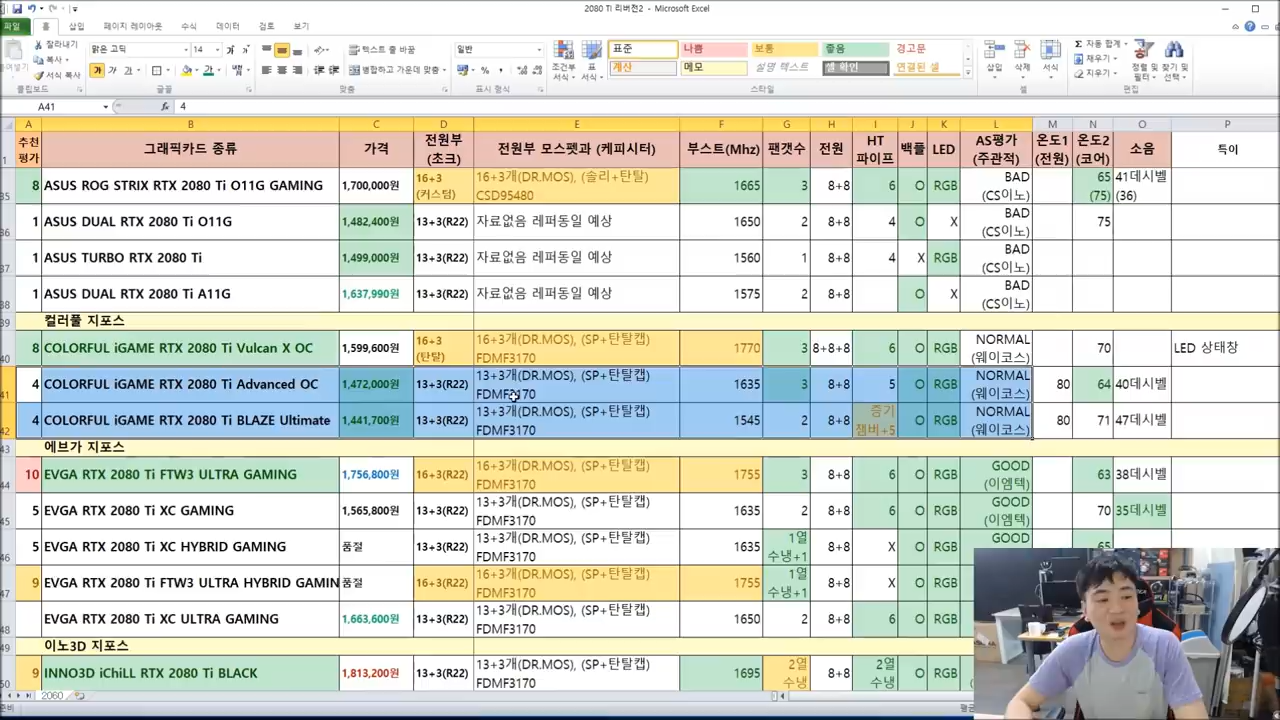 2080 TI 리버전2 - Microsoft Excel
파일 홈 삽입 페이지 레이아웃 수식 데이터 검토 보기
잘라내기
복사
서식 복사
클립보드
맑은 고딕 14
가 가 가
글꼴
텍스트 줄 바꿈
병합하고 가운데 맞춤
맞춤
일반
표시 형식
조건부 서식
표 서식
표준 나쁨 보통 좋음 경고문
계산 메모 설명 텍스트 셀 확인 연결된 셀
스타일
삽입 삭제 서식
셀
Σ 자동 합계
채우기
지우기
정렬 및 필터
찾기 및 선택
편집
A41 fx 4
A B C D E F G H I J K L M N O P
1 추천 평가 그래픽카드 종류 가격 전원부 (초크) 전원부 모스펫과 (케피시터) 부스트(Mhz) 팬갯수 전원 HT 파이프 백플 LED AS평가 (주관적) 온도1 (전원) 온도2 (코어) 소음 특이
35 8 ASUS ROG STRIX RTX 2080 Ti O11G GAMING 1,700,000원 16+3 (커스텀) 16+3개(DR.MOS), (솔리+탄탈) CSD95480 1665 3 8+8 6 O RGB BAD (CS이노) 65 (75) 41데시벨 (36)
36 1 ASUS DUAL RTX 2080 Ti O11G 1,482,400원 13+3(R22) 자료없음 레퍼동일 예상 1650 2 8+8 4 O X BAD (CS이노) 75
37 1 ASUS TURBO RTX 2080 Ti 1,499,000원 13+3(R22) 자료없음 레퍼동일 예상 1560 1 8+8 4 X RGB BAD (CS이노)
38 1 ASUS DUAL RTX 2080 Ti A11G 1,637,990원 13+3(R22) 자료없음 레퍼동일 예상 1575 2 8+8 O X BAD (CS이노)
39 컬러풀 지포스
40 8 COLORFUL iGAME RTX 2080 Ti Vulcan X OC 1,599,600원 16+3 (탄탈) 16+3개(DR.MOS), (SP+탄탈캡) FDMF3170 1770 3 8+8+8 6 O RGB NORMAL (웨이코스) 70 LED 상태창
41 4 COLORFUL iGAME RTX 2080 Ti Advanced OC 1,472,000원 13+3(R22) 13+3개(DR.MOS), (SP+탄탈캡) FDMF3170 1635 3 8+8 5 O RGB NORMAL (웨이코스) 80 64 40데시벨
42 4 COLORFUL iGAME RTX 2080 Ti BLAZE Ultimate 1,441,700원 13+3(R22) 13+3개(DR.MOS), (SP+탄탈캡) FDMF3170 1545 2 8+8 증기 챔버+5 O RGB NORMAL (웨이코스) 80 71 47데시벨
43 에브가 지포스
44 10 EVGA RTX 2080 Ti FTW3 ULTRA GAMING 1,756,800원 16+3(R22) 16+3개(DR.MOS), (SP+탄탈캡) FDMF3170 1755 3 8+8 6 O RGB GOOD (이엠텍) 63 38데시벨
45 5 EVGA RTX 2080 Ti XC GAMING 1,565,800원 13+3(R22) 13+3개(DR.MOS), (SP+탄탈캡) FDMF3170 1635 2 8+8 6 O RGB GOOD (이엠텍) 70 35데시벨
46 5 EVGA RTX 2080 Ti XC HYBRID GAMING 품절 13+3(R22) 13+3개(DR.MOS), (SP+탄탈캡) FDMF3170 1635 1열 수냉+1 8+8 X O RGB GOOD 65
47 9 EVGA RTX 2080 Ti FTW3 ULTRA HYBRID GAMIN 품절 16+3(R22) 16+3개(DR.MOS), (SP+탄탈캡) FDMF3170 1755 1열 수냉+1 8+8 X O RGB
48 EVGA RTX 2080 Ti XC ULTRA GAMING 1,663,600원 13+3(R22) 13+3개(DR.MOS), (SP+탄탈캡) FDMF3170 1650 2 8+8 6 O RGB
49 이노3D 지포스
50 9 INNO3D iChiLL RTX 2080 Ti BLACK 1,813,200원 13+3(R22) 13+3개(DR.MOS), (SP+탄탈캡) FDMF3170 1695 2열 수냉 8+8 2열 수냉 O RGB
2060